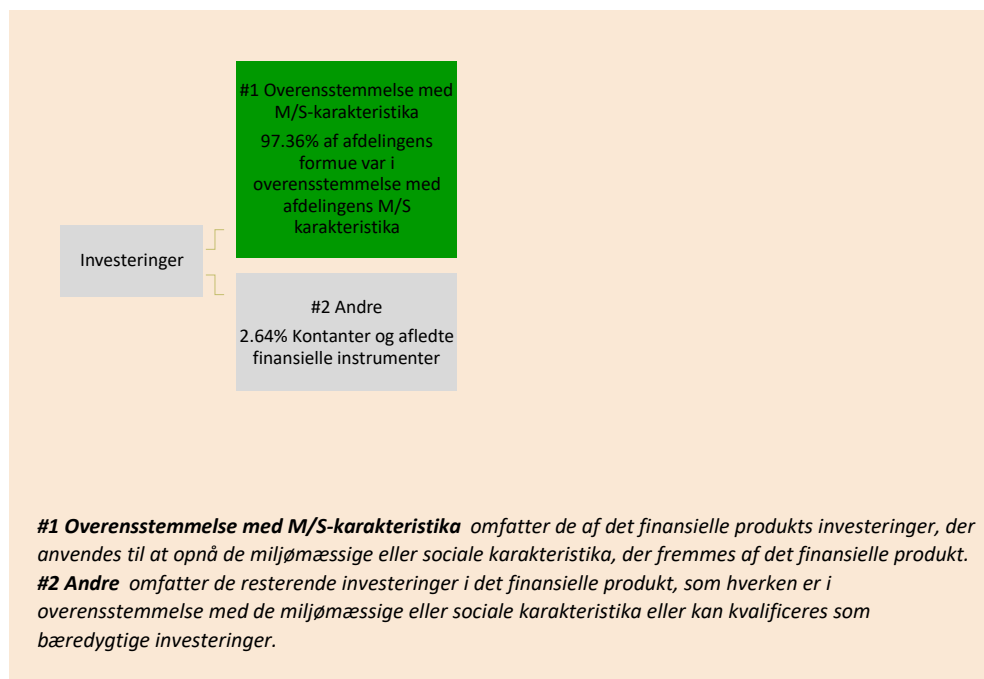 #1 Overensstemmelse med
M/S-karakteristika
97.36% af afdelingens
formue var i
overensstemmelse med
afdelingens M/S
karakteristika
Investeringer
#2 Andre
2.64% Kontanter og afledte
finansielle instrumenter
#1 Overensstemmelse med M/S-karakteristika omfatter de af det finansielle produkts investeringer, der
anvendes til at opnå de miljømæssige eller sociale karakteristika, der fremmes af det finansielle produkt.
#2 Andre omfatter de resterende investeringer i det finansielle produkt, som hverken er i
overensstemmelse med de miljømæssige eller sociale karakteristika eller kan kvalificeres som
bæredygtige investeringer.